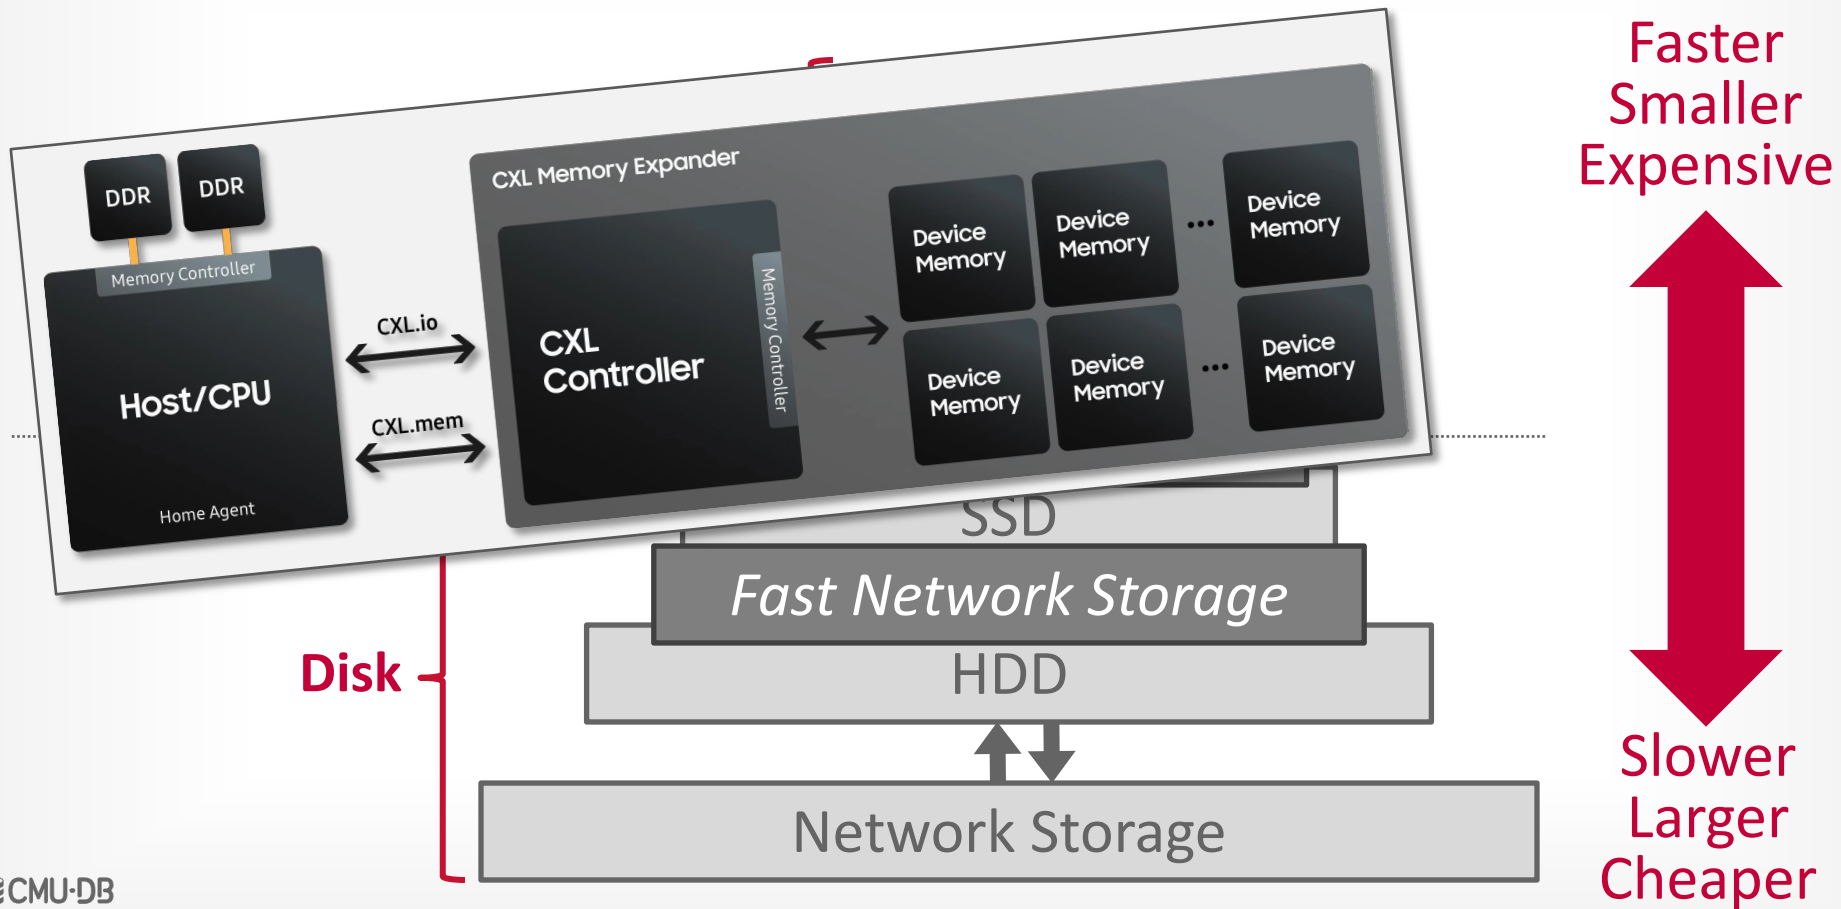 Faster
Smaller
Expensive
CXL Memory Expander
DDR
DDR
Memory Controller
Host/CPU
Home Agent
CXL.io
CXL.mem
CXL
Controller
Memory Controller
Device
Memory
Device
Memory
...
Device
Memory
Device
Memory
Device
Memory
...
Device
Memory
SSD
Fast Network Storage
Disk
HDD
Network Storage
Slower
Larger
Cheaper
CMU·DB